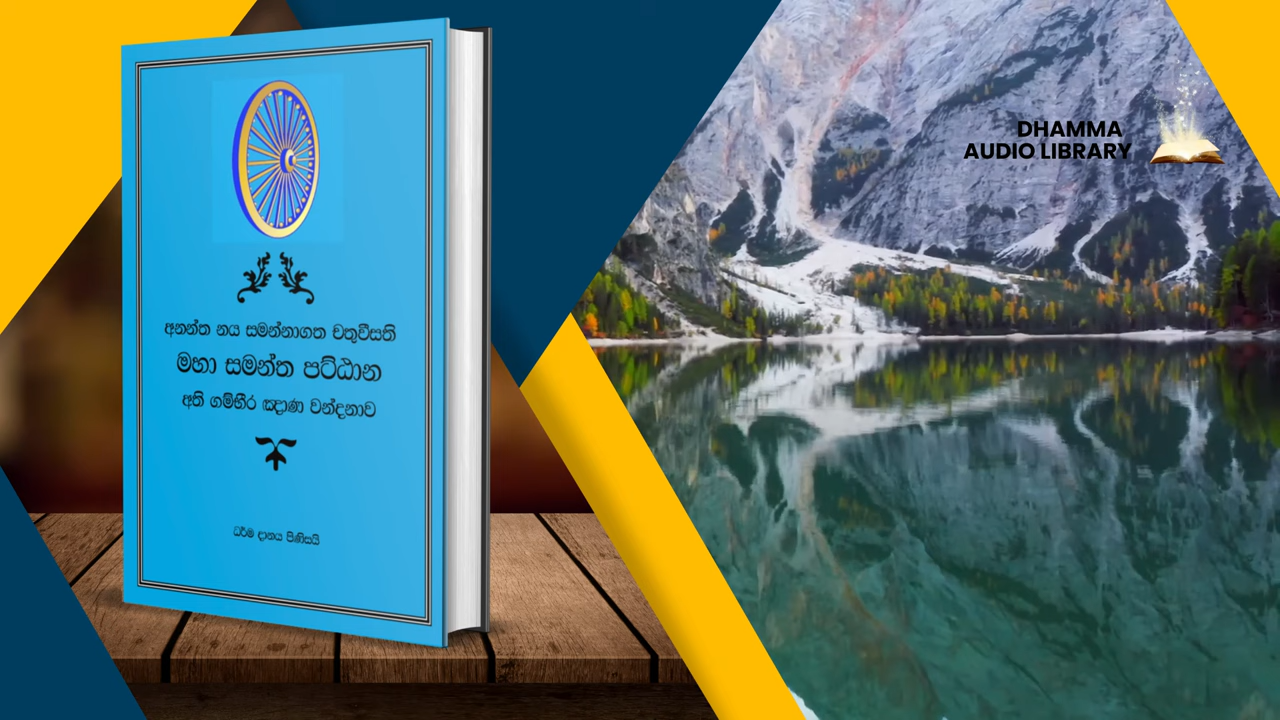 අනන්ත නය සමන්නාගත චතුවීසති
මහා සමන්ත පට්ඨාන
අති ගම්භීර ඤාණ වන්දනාව
ධර්ම දානය පිණිසයි
DHAMMA
AUDIO LIBRARY